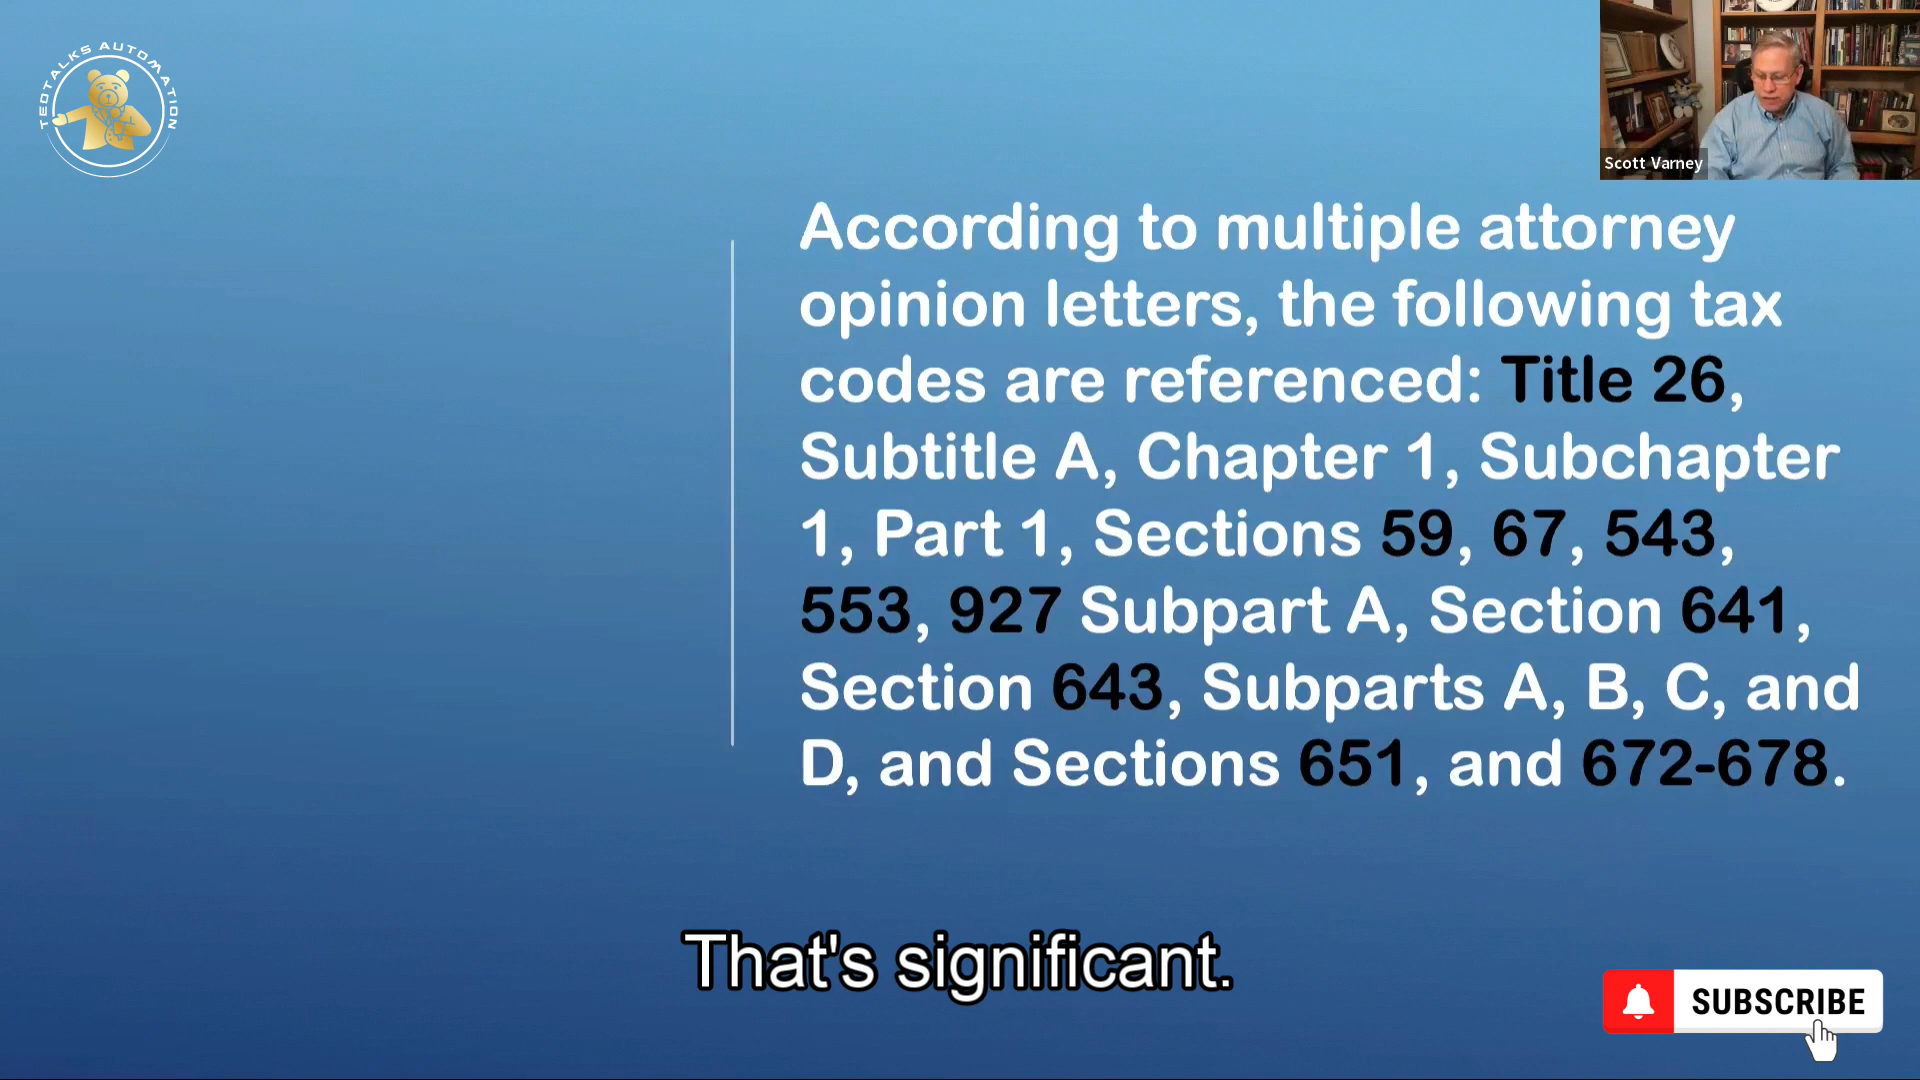 TEDTALKS AUTOMATION
Scott Varney
According to multiple attorney
opinion letters, the following tax
codes are referenced: Title 26,
Subtitle A, Chapter 1, Subchapter
1, Part 1, Sections 59, 67, 543,
553, 927 Subpart A, Section 641,
Section 643, Subparts A, B, C, and
D, and Sections 651, and 672-678.
That's significant.
SUBSCRIBE